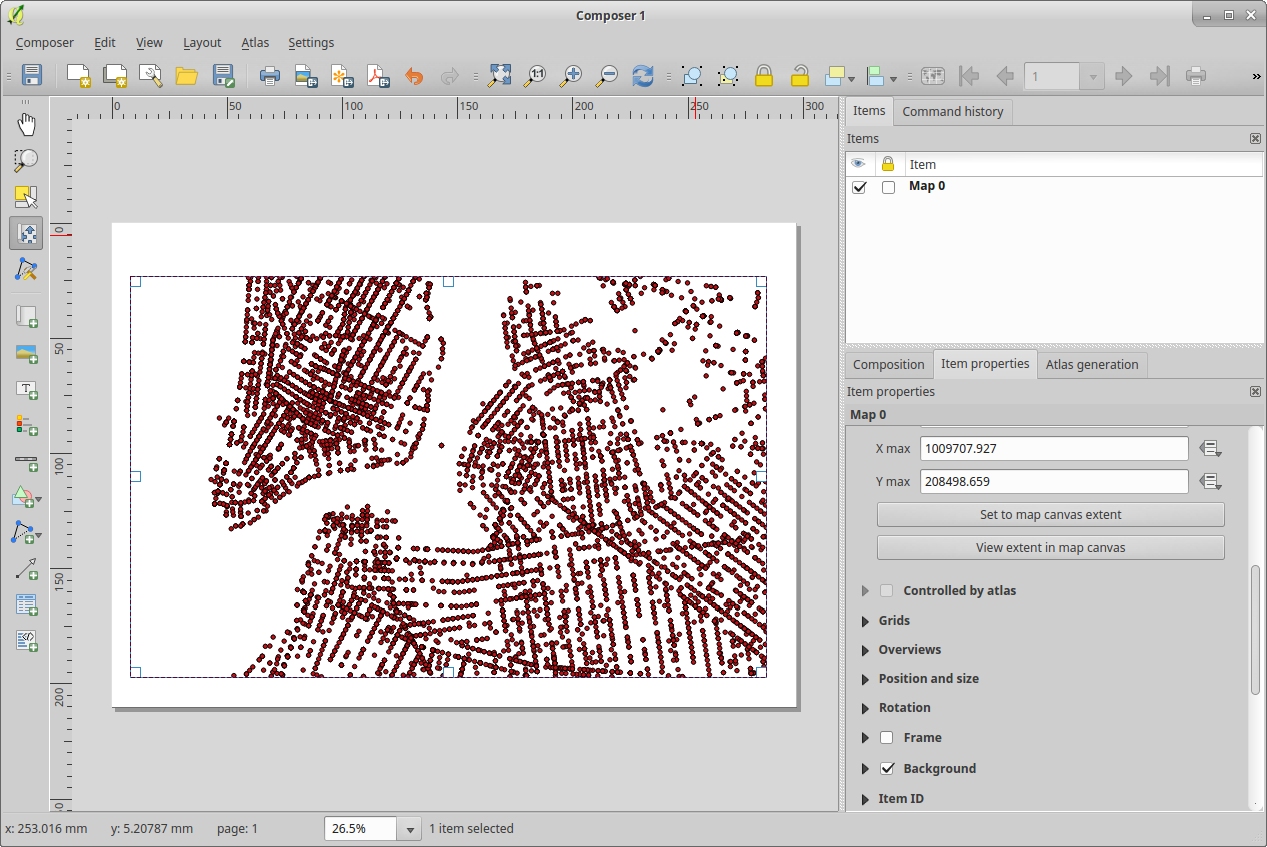 Composer 1
Composer Edit View Layout Atlas Settings
1:1 1 »
0 50 100 150 200 250 300
Items Command history
Items
Item
Map 0
0
50
100
150
200
Composition Item properties Atlas generation
Item properties
Map 0
X max 1009707.927
Y max 208498.659
Set to map canvas extent
View extent in map canvas
Controlled by atlas
Grids
Overviews
Position and size
Rotation
Frame
Background
Item ID
x: 253.016 mm y: 5.20787 mm page: 1 26.5% 1 item selected